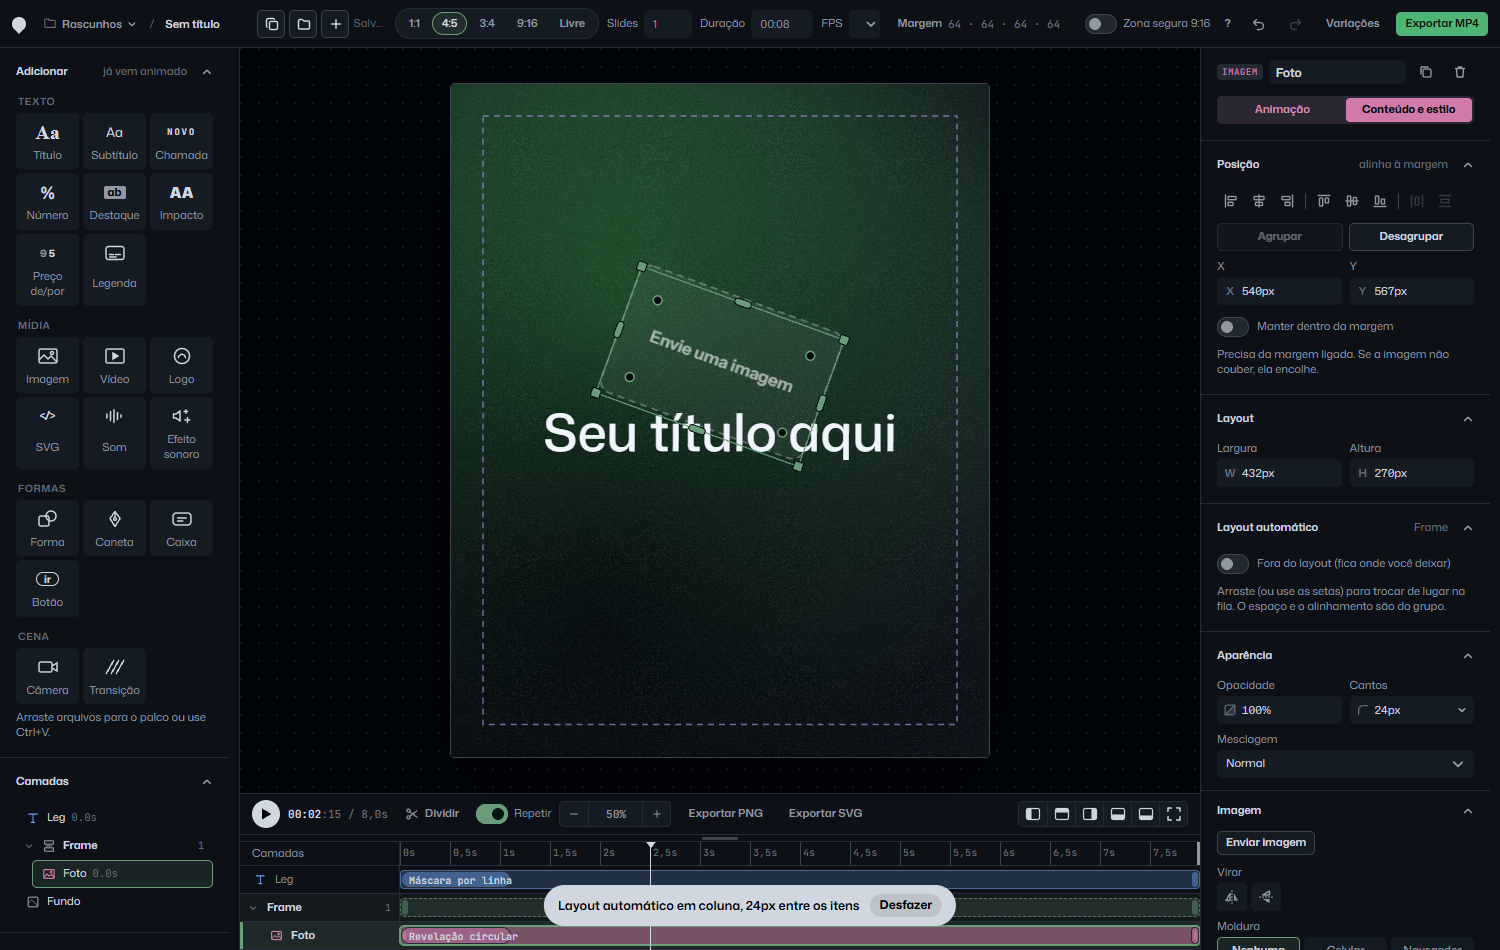 Rascunhos / Sem título
Salv...
1:1 4:5 3:4 9:16 Livre
Slides 1
Duração 00:08
FPS
Margem 64 · 64 · 64 · 64
Zona segura 9:16
?
Variações
Exportar MP4
Adicionar já vem animado
TEXTO
Aa Aa NOVO
Título Subtítulo Chamada
% ab AA
Número Destaque Impacto
95
Preço de/por Legenda
MÍDIA
Imagem Vídeo Logo
</>
SVG Som Efeito sonoro
FORMAS
Forma Caneta Caixa
ir
Botão
CENA
Câmera Transição
Arraste arquivos para o palco ou use
Ctrl+V.
Camadas
Leg 0.0s
Frame 1
Foto 0.0s
Fundo
Envie uma imagem
Seu título aqui
00:02:15 / 8,0s
Dividir
Repetir
− 50% +
Exportar PNG
Exportar SVG
Camadas
0s 0,5s 1s 1,5s 2s 2,5s 3s 3,5s 4s 4,5s 5s 5,5s 6s 6,5s 7s 7,5s
Leg
Máscara por linha
Frame 1
Foto
Revelação circular
Layout automático em coluna, 24px entre os itens Desfazer
IMAGEM Foto
Animação Conteúdo e estilo
Posição alinha à margem
Agrupar Desagrupar
X Y
X 540px Y 567px
Manter dentro da margem
Precisa da margem ligada. Se a imagem não
couber, ela encolhe.
Layout
Largura Altura
W 432px H 270px
Layout automático Frame
Fora do layout (fica onde você deixar)
Arraste (ou use as setas) para trocar de lugar na
fila. O espaço e o alinhamento são do grupo.
Aparência
Opacidade Cantos
100% 24px
Mesclagem
Normal
Imagem
Enviar Imagem
Virar
Moldura
Nenhuma Celular Navegador